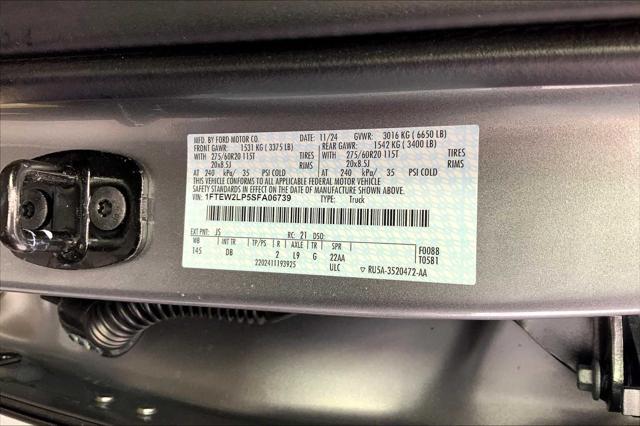 MFD. BY FORD MOTOR CO. DATE: 11/24 GVWR: 3016 KG ( 6650 LB)
FRONT GAWR: 1531 KG ( 3375 LB) REAR GAWR: 1542 KG ( 3400 LB)
WITH 275/60R20 115T TIRES WITH 275/60R20 115T TIRES
20x8.5J RIMS 20x8.5J RIMS
AT 240 kPa/ 35 PSI COLD AT 240 kPa/ 35 PSI COLD
THIS VEHICLE CONFORMS TO ALL APPLICABLE FEDERAL MOTOR VEHICLE
SAFETY AND THEFT PREVENTION STANDARDS IN EFFECT ON THE DATE OF MANUFACTURE SHOWN ABOVE.
VIN: 1FTEW2LP5SFA06739 TYPE: Truck
EXT PNT: JS RC: 21 DSO:
WB INT TR TP/PS R AXLE TR SPR F0088
145 DB 2 L9 G 22AA T05B1
2202411193925 ULC ▽ RU5A-3520472-AA